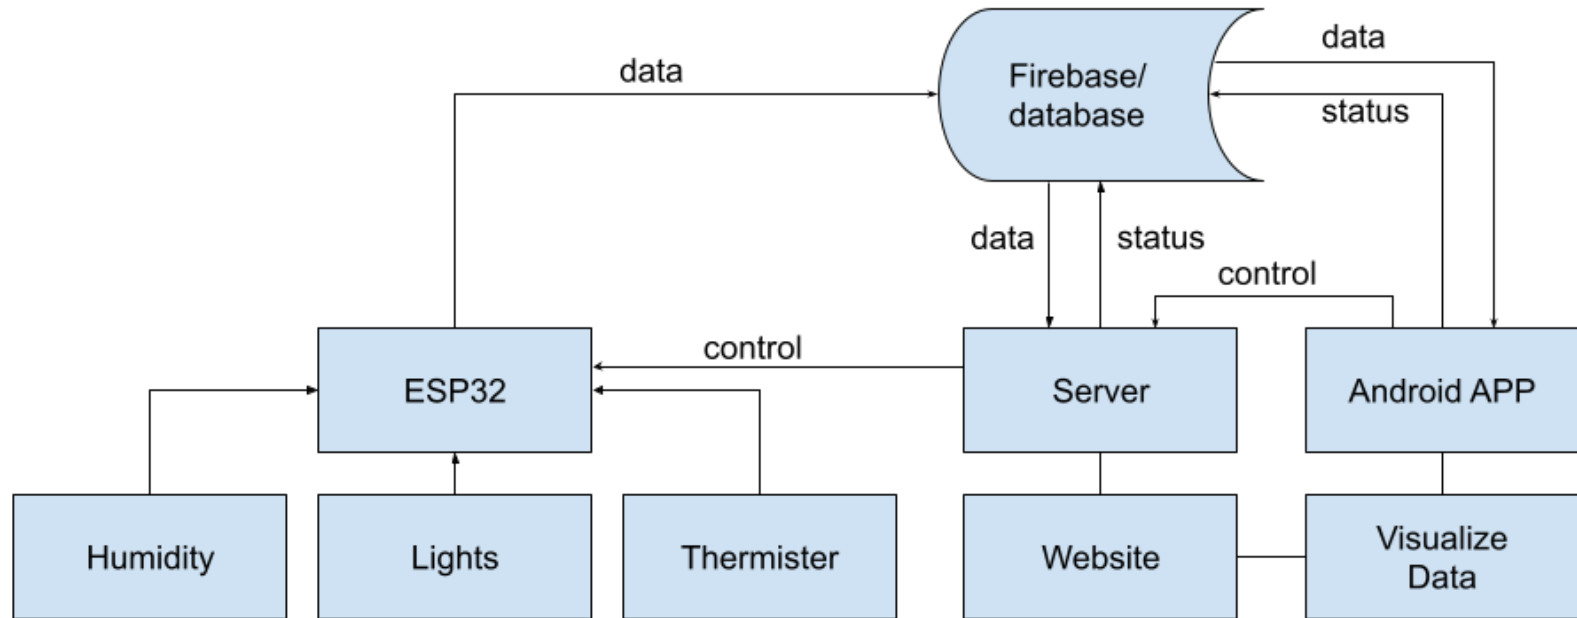 data
Firebase/
database
data
status
data
status
control
control
ESP32
Server
Android APP
Humidity
Lights
Thermister
Website
Visualize
Data